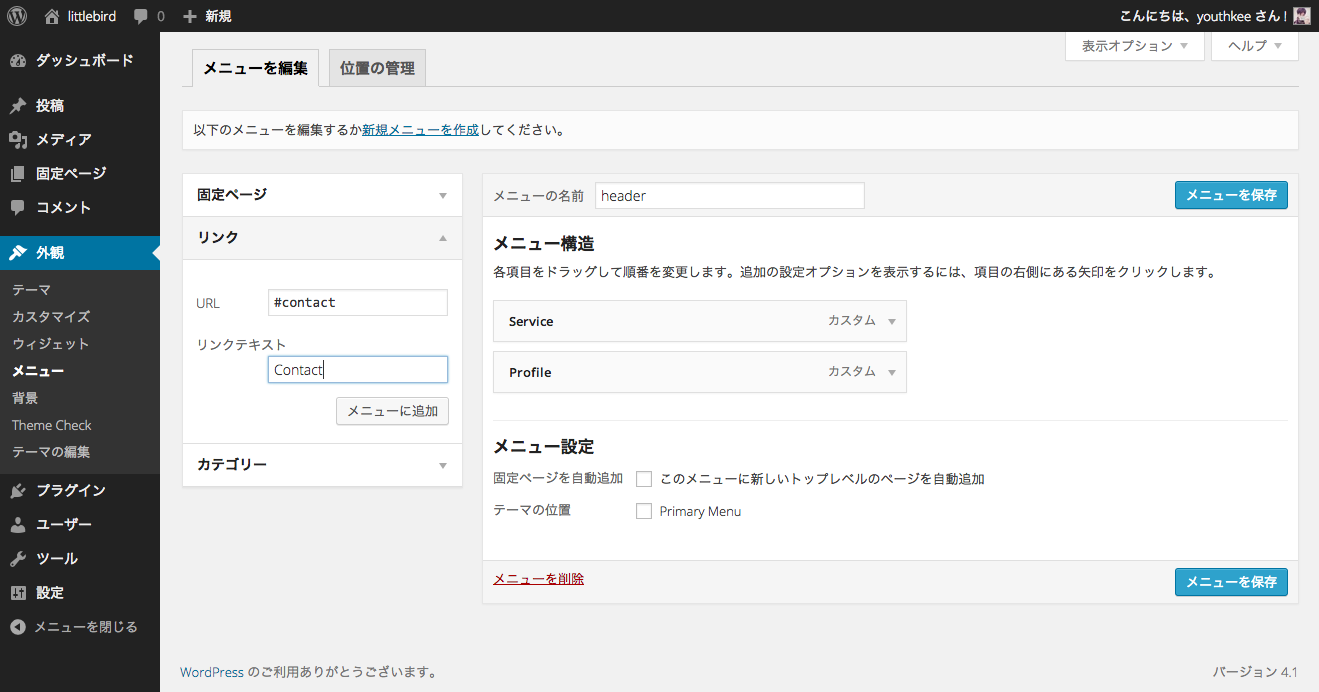 littlebird 0 新規 こんにちは、youthkee さん!
ダッシュボード
投稿
メディア
固定ページ
コメント
外観
テーマ
カスタマイズ
ウィジェット
メニュー
背景
Theme Check
テーマの編集
プラグイン
ユーザー
ツール
設定
メニューを閉じる
表示オプション ヘルプ
メニューを編集 位置の管理
以下のメニューを編集するか新規メニューを作成してください。
固定ページ
リンク
URL #contact
リンクテキスト
Contact
メニューに追加
カテゴリー
メニューの名前 header メニューを保存
メニュー構造
各項目をドラッグして順番を変更します。追加の設定オプションを表示するには、項目の右側にある矢印をクリックします。
Service カスタム
Profile カスタム
メニュー設定
固定ページを自動追加 このメニューに新しいトップレベルのページを自動追加
テーマの位置 Primary Menu
メニューを削除 メニューを保存
WordPress のご利用ありがとうございます。 バージョン 4.1